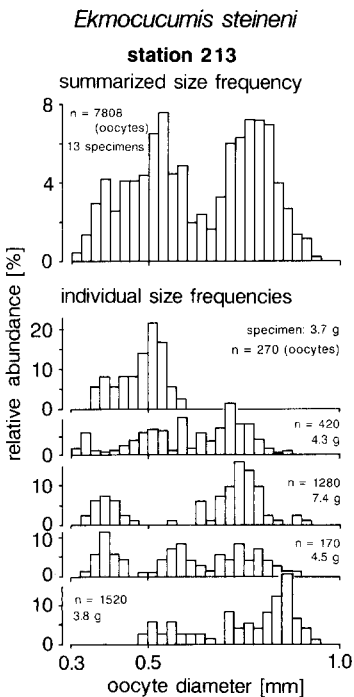 Ekmocucumis steineni
station 213
summarized size frequency
n = 7808
(oocytes)
13 specimens
8
4
0
relative abundance [%]
individual size frequencies
specimen: 3.7 g
n = 270 (oocytes)
20
10
0
n = 420
4.3 g
0
n = 1280
7.4 g
10
0
n = 170
4.5 g
10
0
n = 1520
3.8 g
10
0
0.3
0.5
1.0
oocyte diameter [mm]